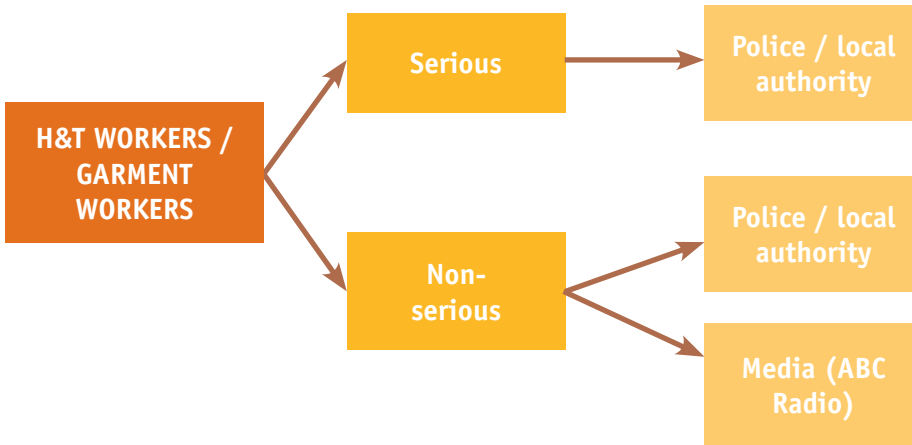 H&T WORKERS /
GARMENT
WORKERS
Serious
Police / local
authority
Non-
serious
Police / local
authority
Media (ABC
Radio)